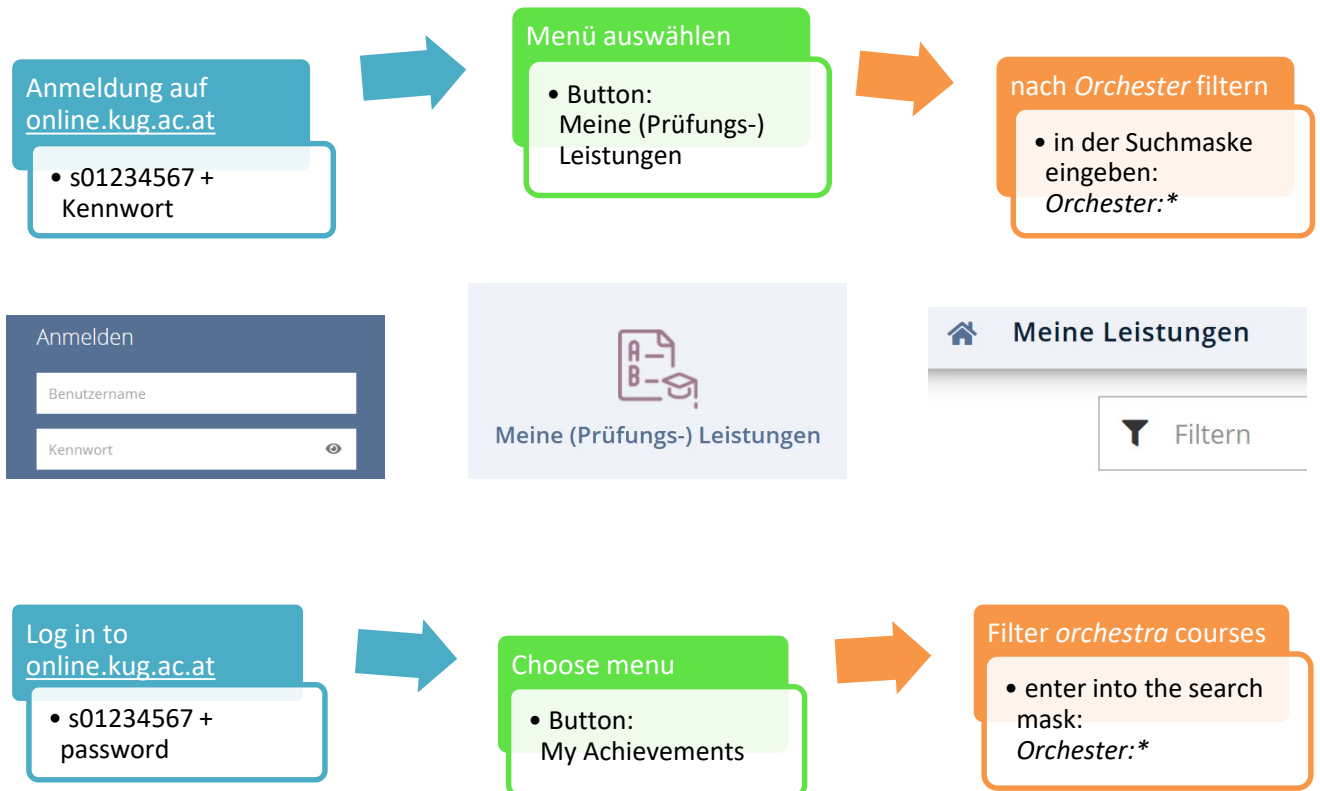 Anmeldung auf
online.kug.ac.at
• s01234567 +
Kennwort
Menü auswählen
• Button:
Meine (Prüfungs-)
Leistungen
nach Orchester filtern
• in der Suchmaske
eingeben:
Orchester:*
Anmelden
Benutzername
Kennwort
A
B
Meine (Prüfungs-) Leistungen
Meine Leistungen
Filtern
Log in to
online.kug.ac.at
• s01234567 +
password
Choose menu
• Button:
My Achievements
Filter orchestra courses
• enter into the search
mask:
Orchester:*